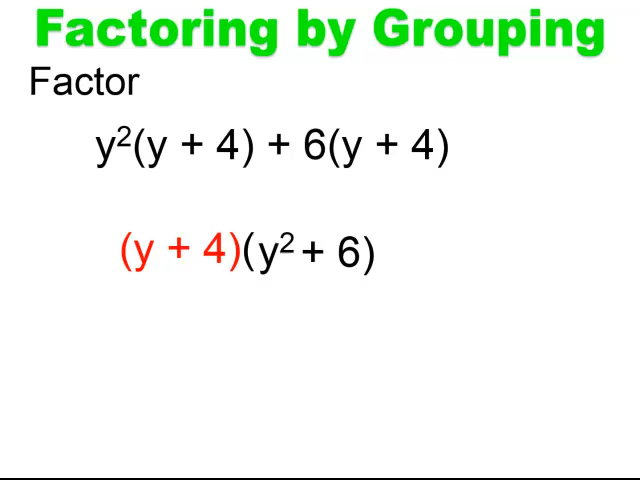 Factoring by Grouping
Factor
y²(y + 4) + 6(y + 4)
(y + 4)(y² + 6)